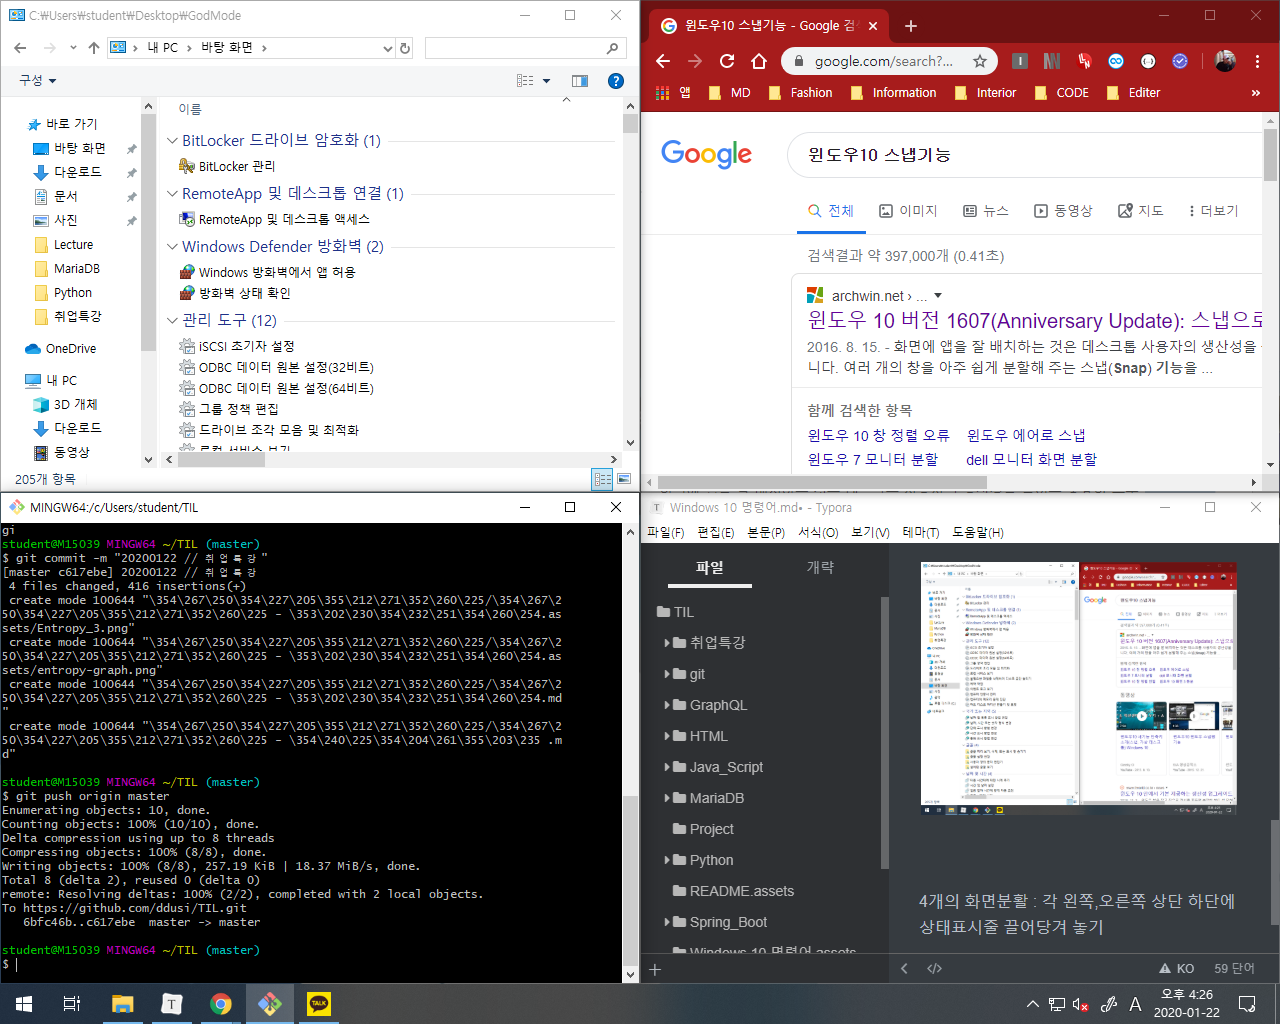 C:\Users\student\Desktop\GodMode
내 PC > 바탕 화면 >
구성
이름
바로 가기
바탕 화면
다운로드
문서
사진
Lecture
MariaDB
Python
취업특강
OneDrive
내 PC
3D 개체
다운로드
동영상
BitLocker 드라이브 암호화 (1)
BitLocker 관리
RemoteApp 및 데스크톱 연결 (1)
RemoteApp 및 데스크톱 액세스
Windows Defender 방화벽 (2)
Windows 방화벽에서 앱 허용
방화벽 상태 확인
관리 도구 (12)
iSCSI 초기자 설정
ODBC 데이터 원본 설정(32비트)
ODBC 데이터 원본 설정(64비트)
그룹 정책 편집
드라이브 조각 모음 및 최적화
로컬 서비스 보기
205개 항목
윈도우10 스냅기능 - Google 검
google.com/search?...
앱 MD Fashion Information Interior CODE Editer »
Google
윈도우10 스냅기능
전체 이미지 뉴스 동영상 지도 더보기
검색결과 약 397,000개 (0.41초)
archwin.net › ...
윈도우 10 버전 1607(Anniversary Update): 스냅으로
2016. 8. 15. - 화면에 앱을 잘 배치하는 것은 데스크톱 사용자의 생산성을
니다. 여러 개의 창을 아주 쉽게 분할해 주는 스냅(Snap) 기능을 ...
함께 검색한 항목
윈도우 10 창 정렬 오류 윈도우 에어로 스냅
윈도우 7 모니터 분할 dell 모니터 화면 분할
MINGW64:/c/Users/student/TIL
gi
student@M15039 MINGW64 ~/TIL (master)
$ git commit -m "20200122 // 취업특강"
[master c617ebe] 20200122 // 취업특강
4 files changed, 416 insertions(+)
create mode 100644 "\354\267\250\354\227\205\355\212\271\352\260\225/\354\267\2
50\354\227\205\355\212\271\352\260\225 - \353\202\230\354\232\251\354\260\254.as
sets/Entropy_3.png"
create mode 100644 "\354\267\250\354\227\205\355\212\271\352\260\225/\354\267\2
50\354\227\205\355\212\271\352\260\225 - \353\202\230\354\232\251\354\260\254.as
sets/entropy-graph.png"
create mode 100644 "\354\267\250\354\227\205\355\212\271\352\260\225/\354\267\2
50\354\227\205\355\212\271\352\260\225 - \353\202\230\354\232\251\354\260\254.md
"
create mode 100644 "\354\267\250\354\227\205\355\212\271\352\260\225/\354\267\2
50\354\227\205\355\212\271\352\260\225 - \354\240\225\354\204\261\355\203\235 .m
d"
student@M15039 MINGW64 ~/TIL (master)
$ git push origin master
Enumerating objects: 10, done.
Counting objects: 100% (10/10), done.
Delta compression using up to 8 threads
Compressing objects: 100% (8/8), done.
Writing objects: 100% (8/8), 257.19 KiB | 18.37 MiB/s, done.
Total 8 (delta 2), reused 0 (delta 0)
remote: Resolving deltas: 100% (2/2), completed with 2 local objects.
To https://github.com/ddusi/TIL.git
6bfc46b..c617ebe master -> master
student@M15039 MINGW64 ~/TIL (master)
$
Windows 10 명령어.md• - Typora
파일(F) 편집(E) 본문(P) 서식(O) 보기(V) 테마(T) 도움말(H)
파일 개략
TIL
취업특강
git
GraphQL
HTML
Java_Script
MariaDB
Project
Python
README.assets
Spring_Boot
Windows 10 명령어.assets
4개의 화면분활 : 각 왼쪽,오른쪽 상단 하단에
상태표시줄 끌어당겨 놓기
KO 59 단어
TALK
A 오후 4:26
2020-01-22